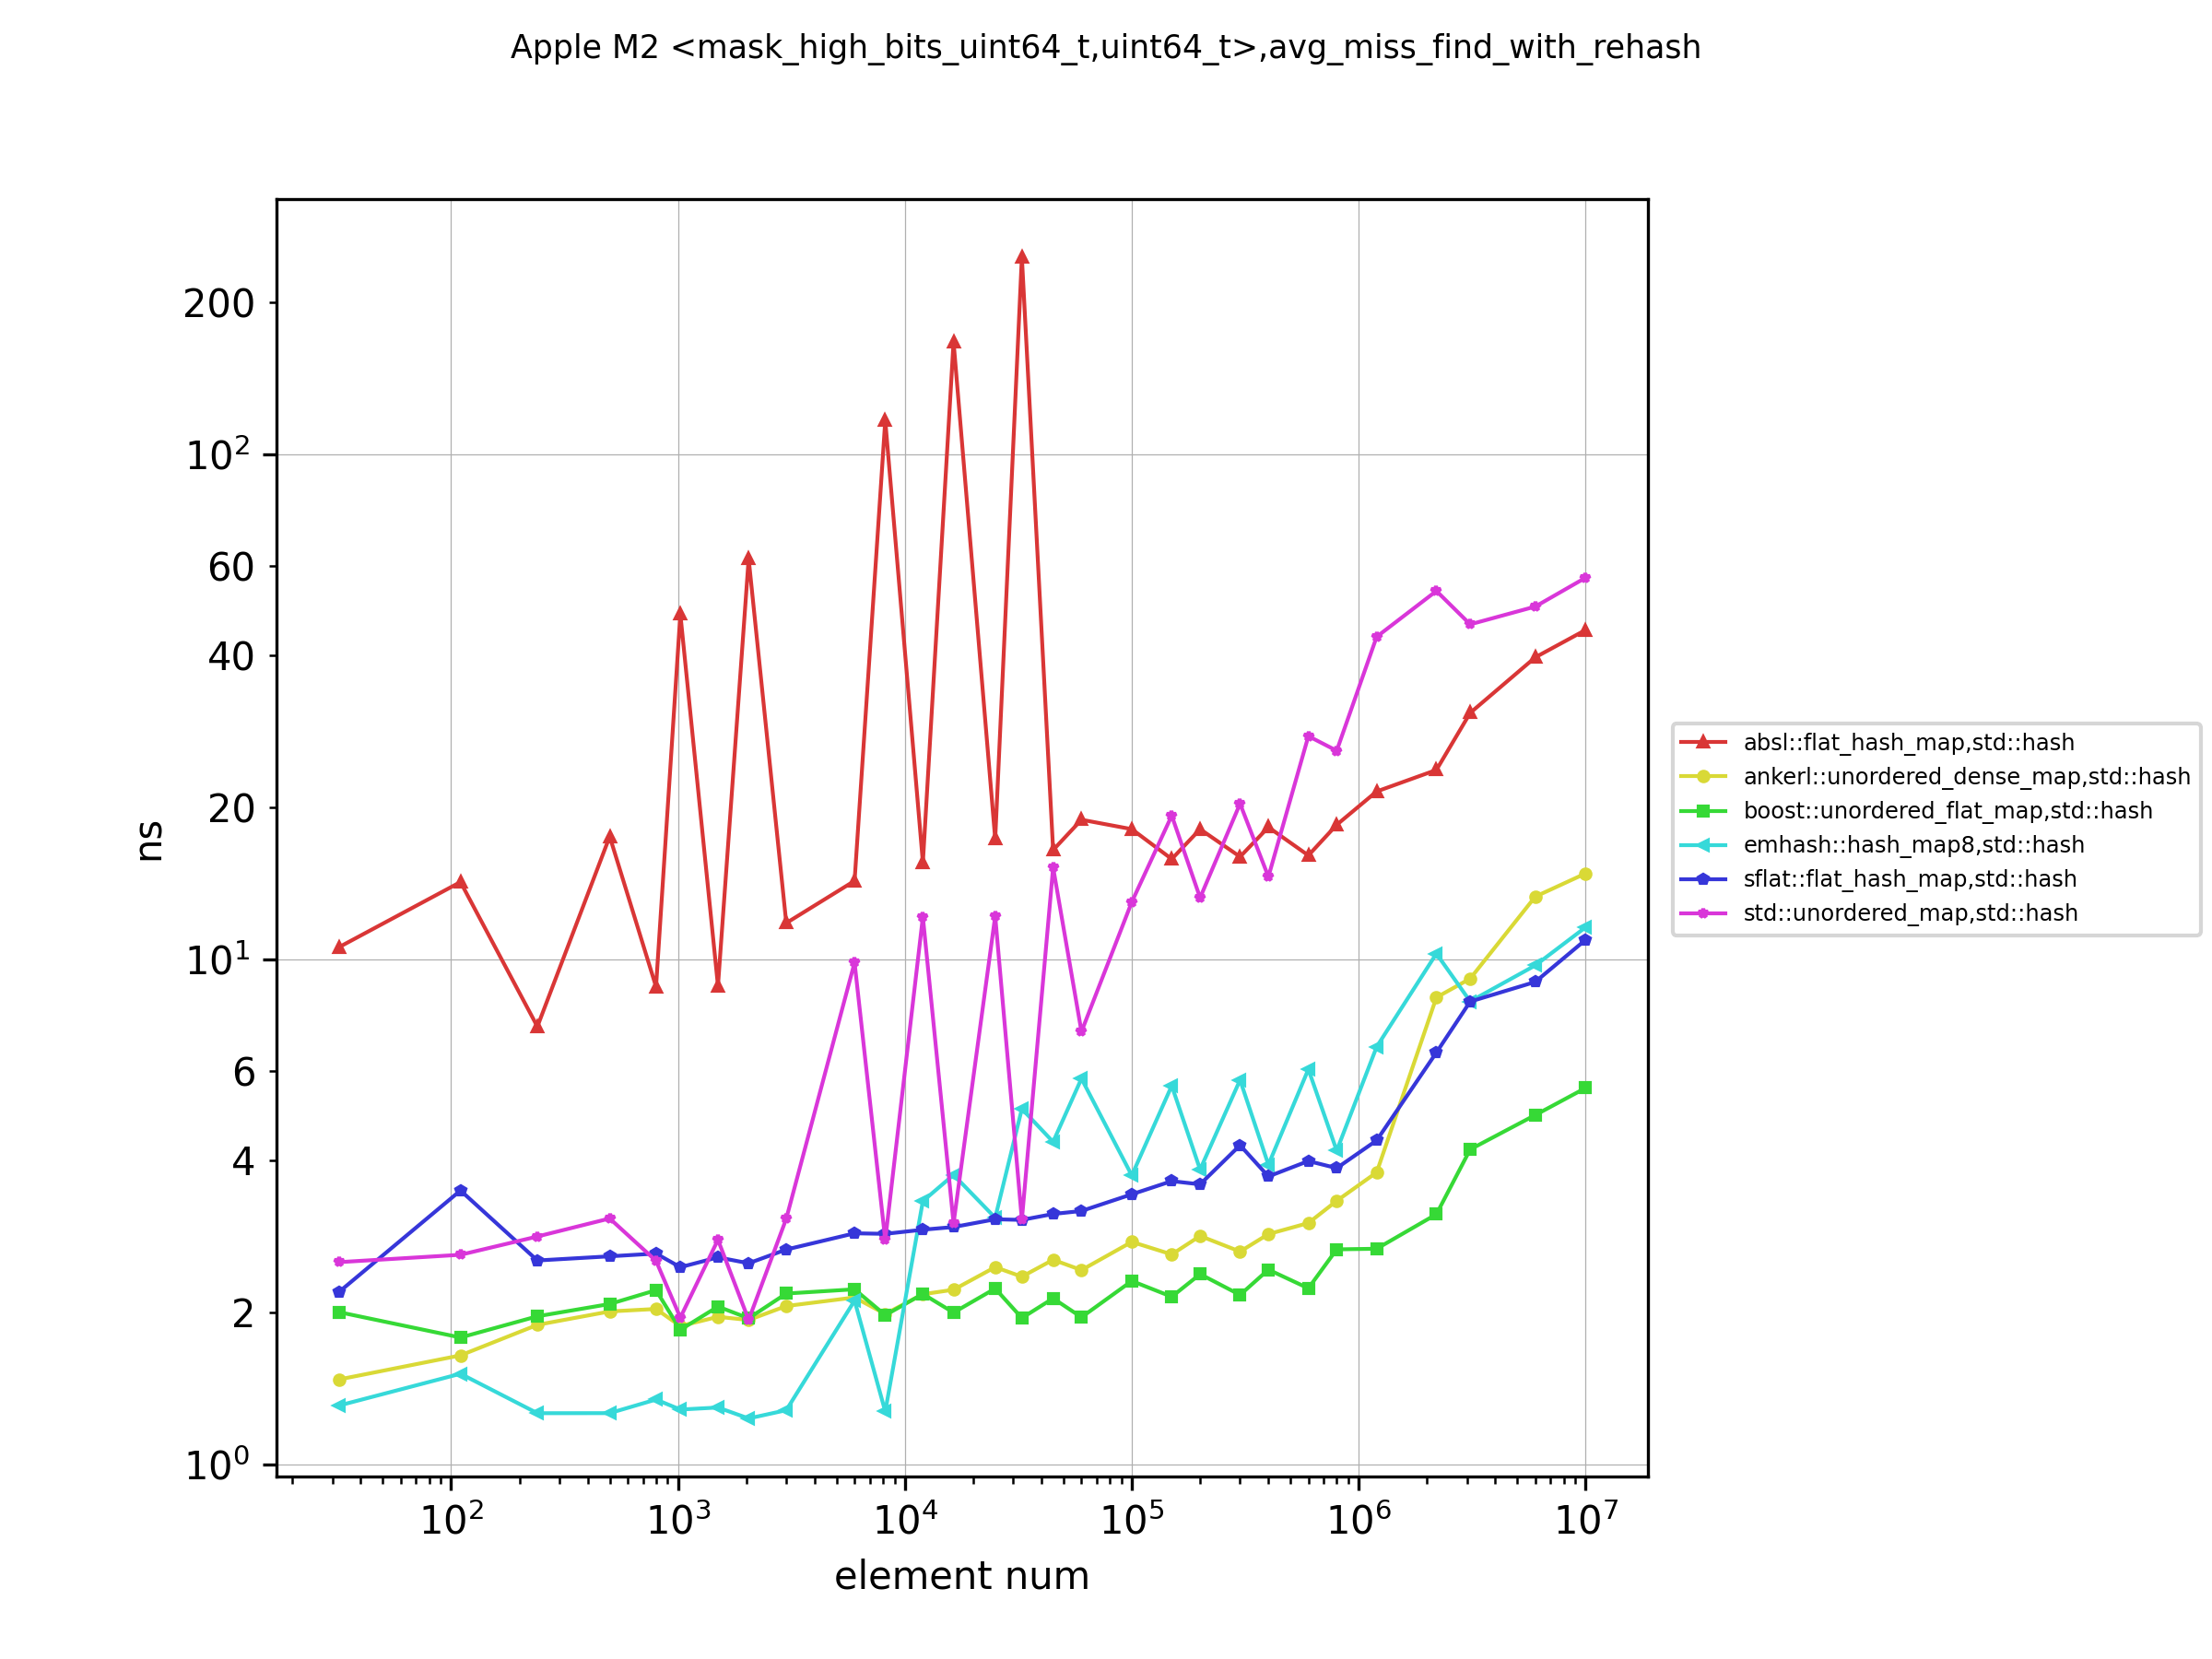 Apple M2 <mask_high_bits_uint64_t,uint64_t>,avg_miss_find_with_rehash
200
10²
60
40
20
10¹
6
4
2
10⁰
ns
10² 10³ 10⁴ 10⁵ 10⁶ 10⁷
element num
absl::flat_hash_map,std::hash
ankerl::unordered_dense_map,std::hash
boost::unordered_flat_map,std::hash
emhash::hash_map8,std::hash
sflat::flat_hash_map,std::hash
std::unordered_map,std::hash